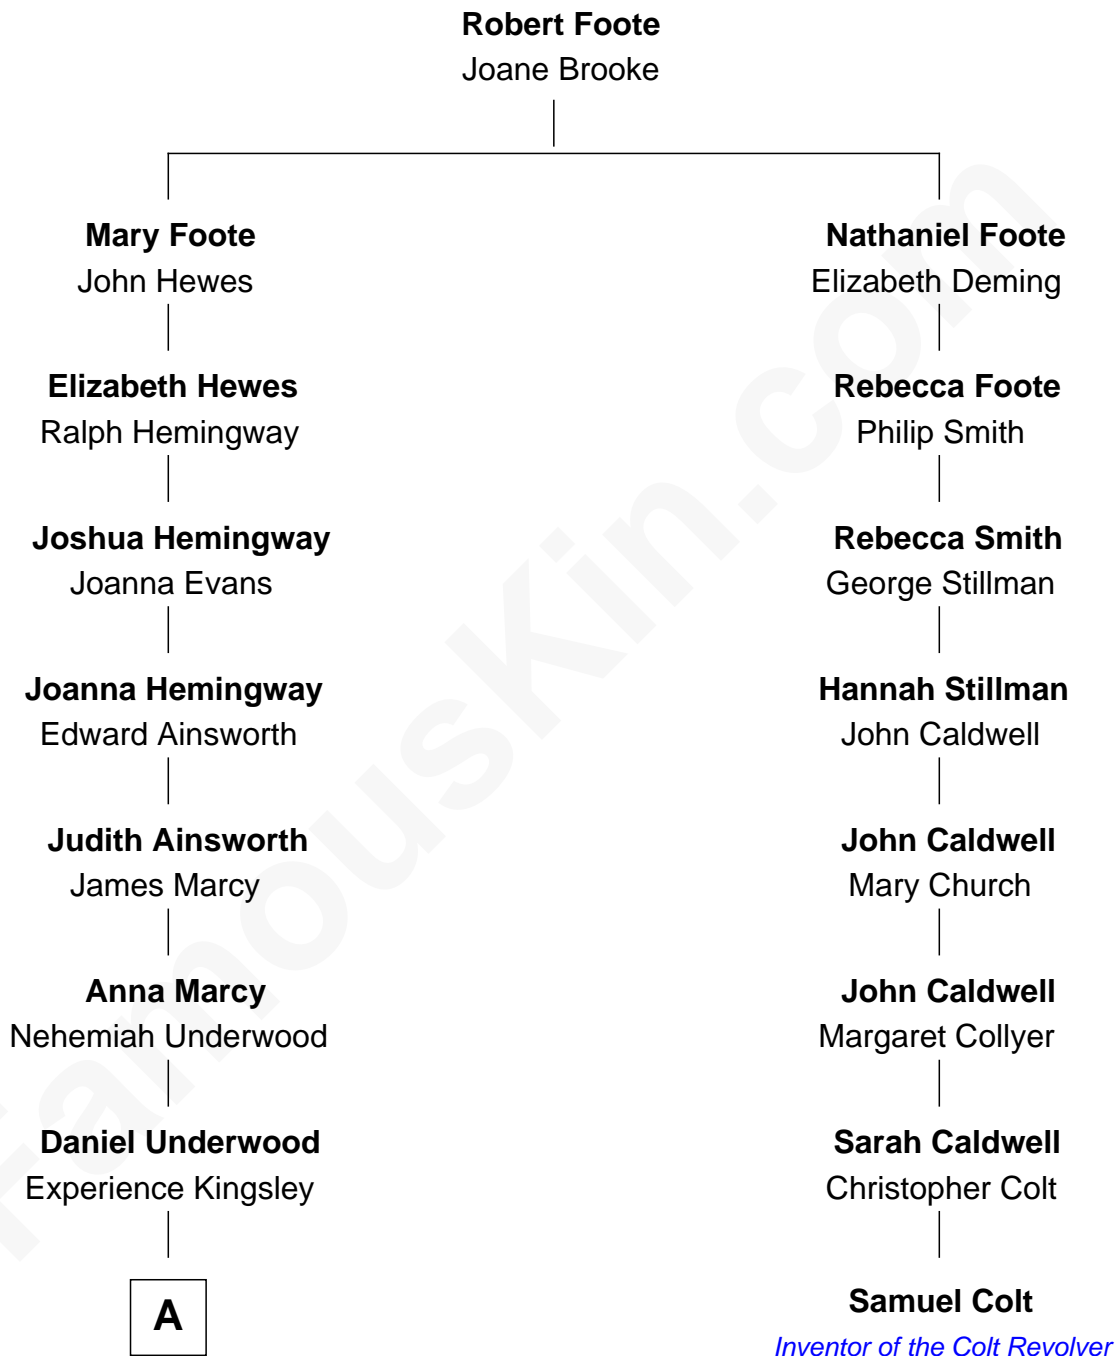 Robert Foote
Joane Brooke
Mary Foote
John Hewes
Elizabeth Hewes
Ralph Hemingway
Joshua Hemingway
Joanna Evans
Joanna Hemingway
Edward Ainsworth
Judith Ainsworth
James Marcy
Anna Marcy
Nehemiah Underwood
Daniel Underwood
Experience Kingsley
A
Nathaniel Foote
Elizabeth Deming
Rebecca Foote
Philip Smith
Rebecca Smith
George Stillman
Hannah Stillman
John Caldwell
John Caldwell
Mary Church
John Caldwell
Margaret Collyer
Sarah Caldwell
Christopher Colt
Samuel Colt
Inventor of the Colt Revolver
FamousKin.com